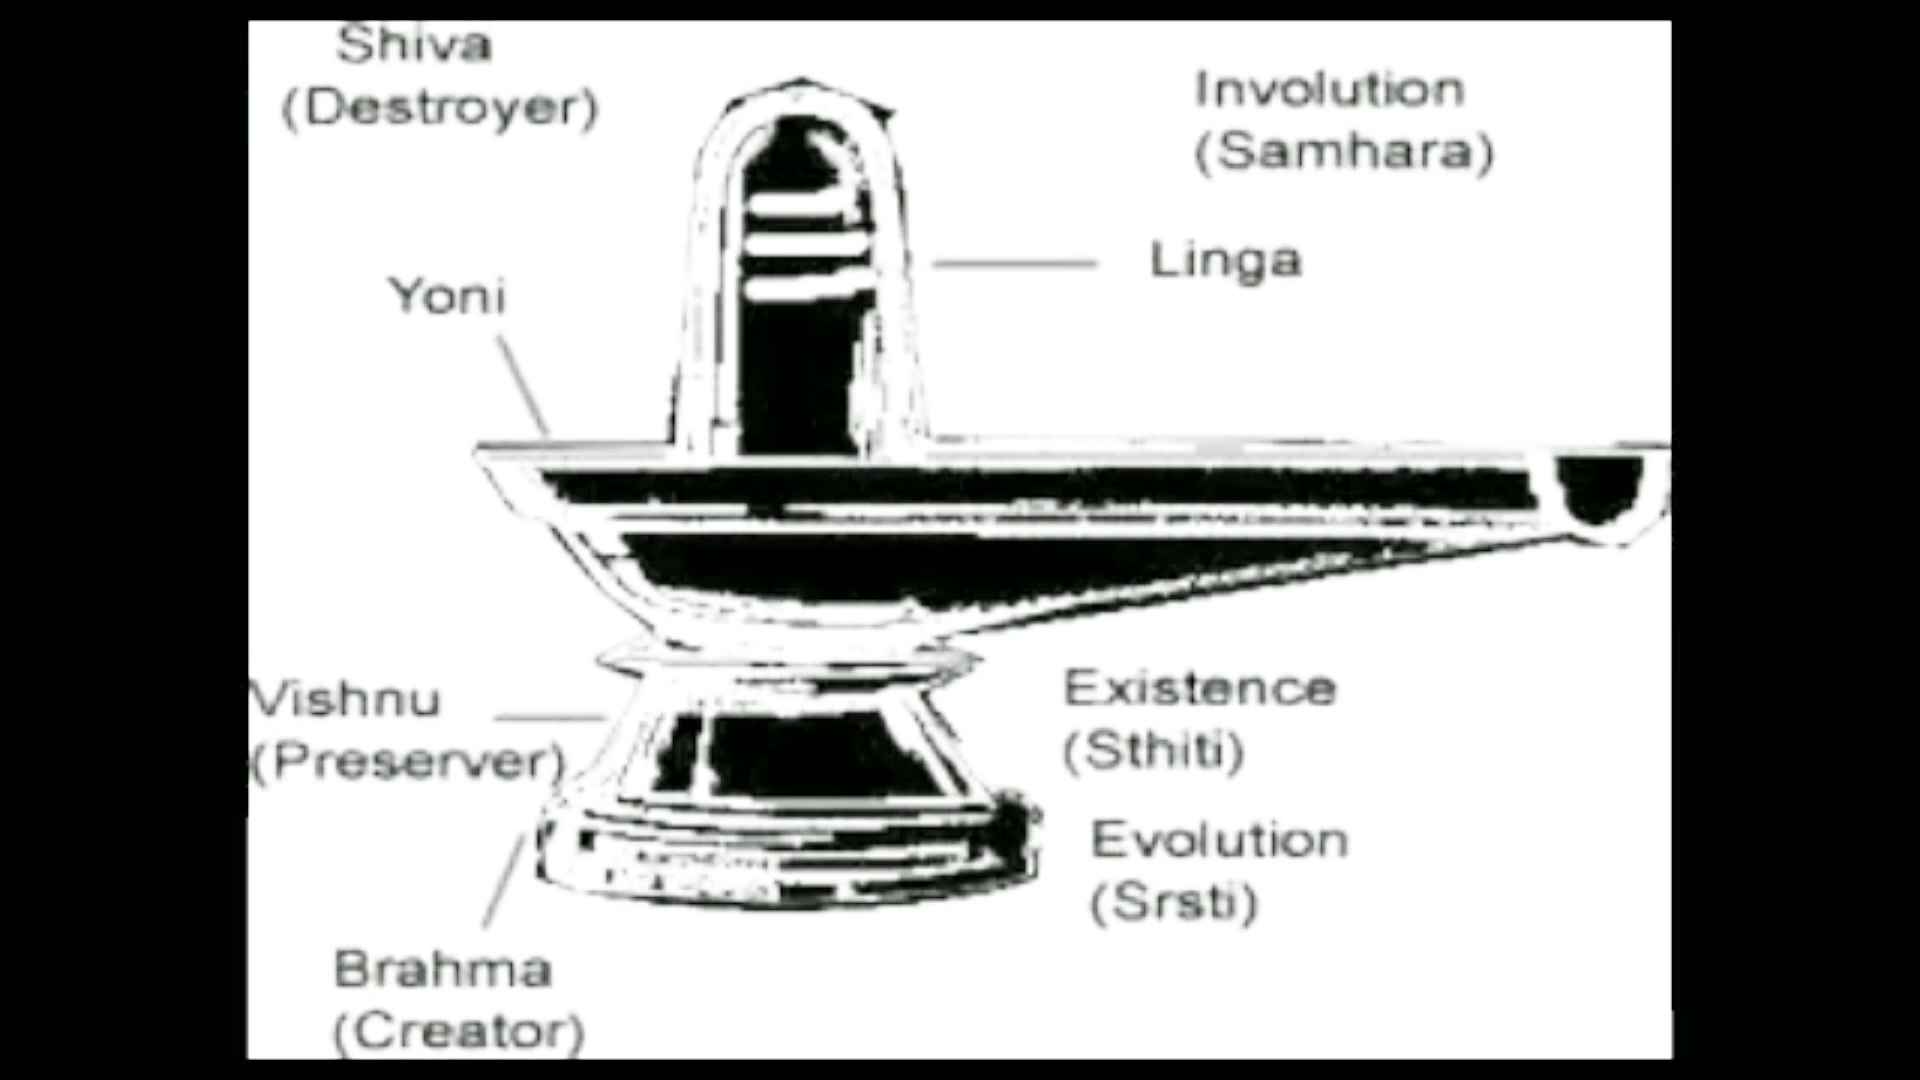 Shiva
(Destroyer)
Involution
(Samhara)
Linga
Yoni
Vishnu
(Preserver)
Existence
(Sthiti)
Evolution
(Srsti)
Brahma
(Creator)